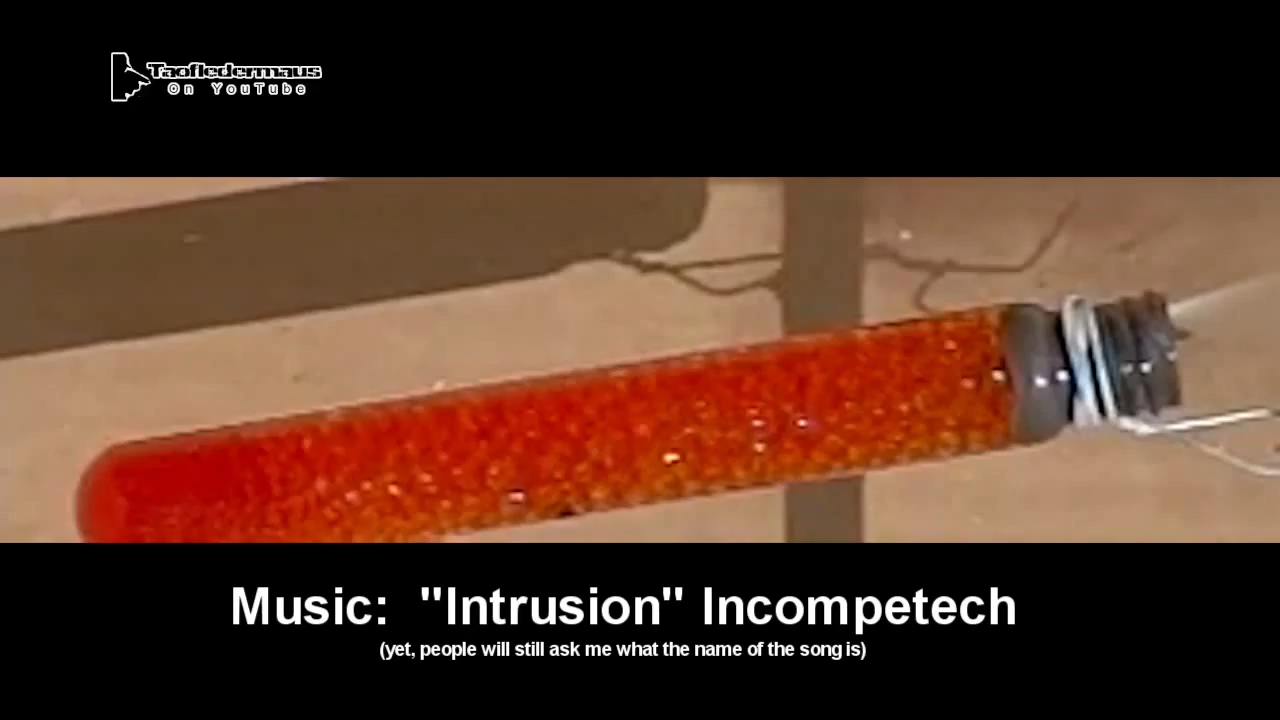 Taofledermaus
On YouTube
Music: "Intrusion" Incompetech
(yet, people will still ask me what the name of the song is)